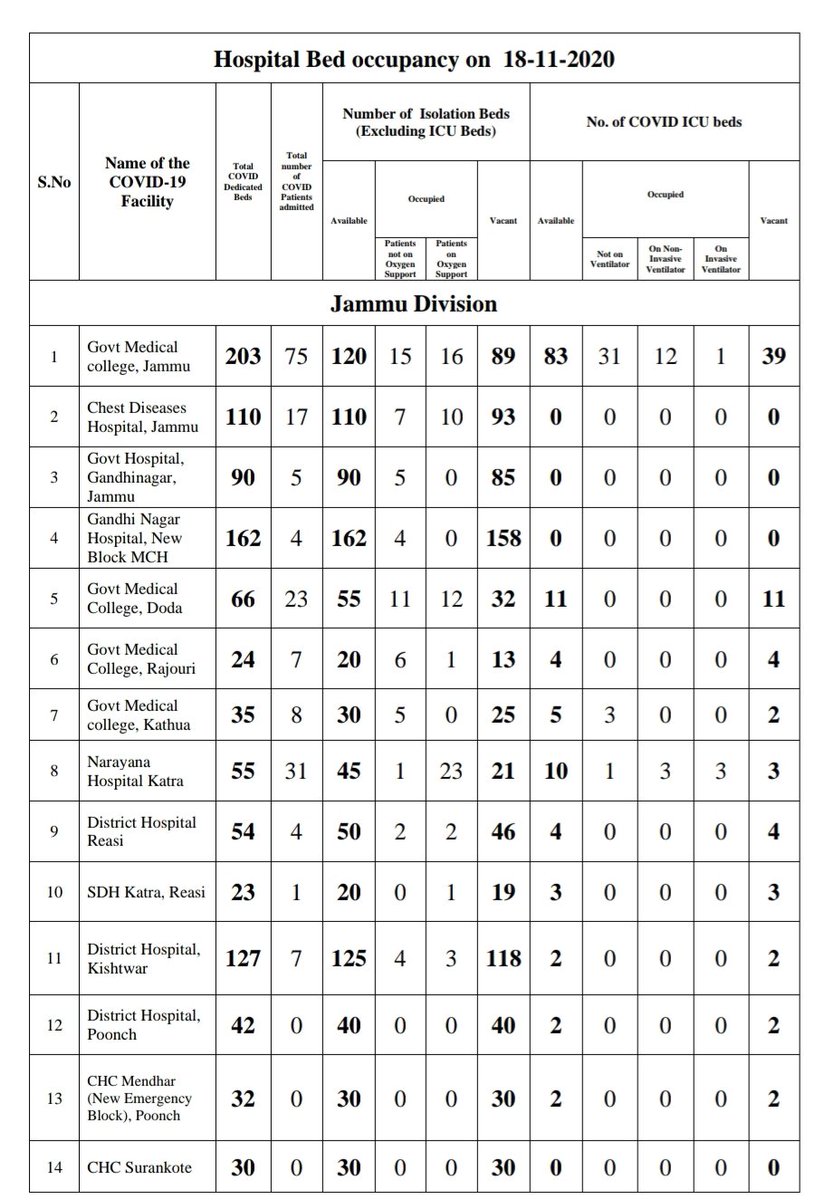 Hospital Bed occupancy on 18-11-2020
S.No
Name of the
COVID-19
Facility
Total
COVID
Dedicated
Beds
Total
number
of
COVID
Patients
admitted
Number of Isolation Beds
(Excluding ICU Beds)
No. of COVID ICU beds
Available
Occupied
Vacant
Available
Occupied
Vacant
Patients
not on
Oxygen
Support
Patients
on
Oxygen
Support
Not on
Ventilator
On Non-
Invasive
Ventilator
On
Invasive
Ventilator
Jammu Division
1 Govt Medical
college, Jammu 203 75 120 15 16 89 83 31 12 1 39
2 Chest Diseases
Hospital, Jammu 110 17 110 7 10 93 0 0 0 0 0
3 Govt Hospital,
Gandhinagar,
Jammu 90 5 90 5 0 85 0 0 0 0 0
4 Gandhi Nagar
Hospital, New
Block MCH 162 4 162 4 0 158 0 0 0 0 0
5 Govt Medical
College, Doda 66 23 55 11 12 32 11 0 0 0 11
6 Govt Medical
College, Rajouri 24 7 20 6 1 13 4 0 0 0 4
7 Govt Medical
college, Kathua 35 8 30 5 0 25 5 3 0 0 2
8 Narayana
Hospital Katra 55 31 45 1 23 21 10 1 3 3 3
9 District Hospital
Reasi 54 4 50 2 2 46 4 0 0 0 4
10 SDH Katra, Reasi 23 1 20 0 1 19 3 0 0 0 3
11 District Hospital,
Kishtwar 127 7 125 4 3 118 2 0 0 0 2
12 District Hospital,
Poonch 42 0 40 0 0 40 2 0 0 0 2
13 CHC Mendhar
(New Emergency
Block), Poonch 32 0 30 0 0 30 2 0 0 0 2
14 CHC Surankote 30 0 30 0 0 30 0 0 0 0 0